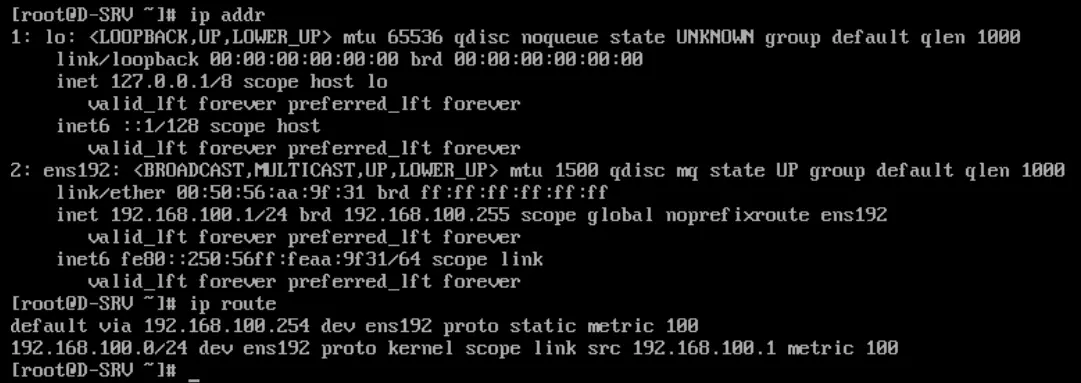 [root@D-SRV ~]# ip addr
1: lo: <LOOPBACK,UP,LOWER_UP> mtu 65536 qdisc noqueue state UNKNOWN group default qlen 1000
    link/loopback 00:00:00:00:00:00 brd 00:00:00:00:00:00
    inet 127.0.0.1/8 scope host lo
       valid_lft forever preferred_lft forever
    inet6 ::1/128 scope host
       valid_lft forever preferred_lft forever
2: ens192: <BROADCAST,MULTICAST,UP,LOWER_UP> mtu 1500 qdisc mq state UP group default qlen 1000
    link/ether 00:50:56:aa:9f:31 brd ff:ff:ff:ff:ff:ff
    inet 192.168.100.1/24 brd 192.168.100.255 scope global noprefixroute ens192
       valid_lft forever preferred_lft forever
    inet6 fe80::250:56ff:feaa:9f31/64 scope link
       valid_lft forever preferred_lft forever
[root@D-SRV ~]# ip route
default via 192.168.100.254 dev ens192 proto static metric 100
192.168.100.0/24 dev ens192 proto kernel scope link src 192.168.100.1 metric 100
[root@D-SRV ~]# _